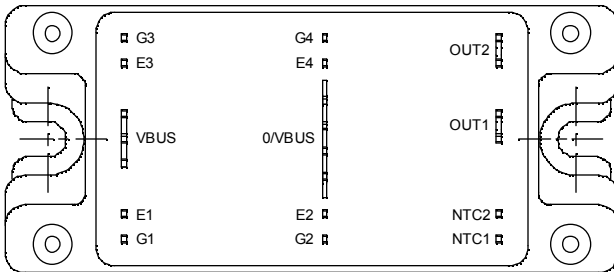 G3 G4
OUT2
E3 E4
VBUS 0/VBUS OUT1
E1 E2 NTC2
G1 G2 NTC1